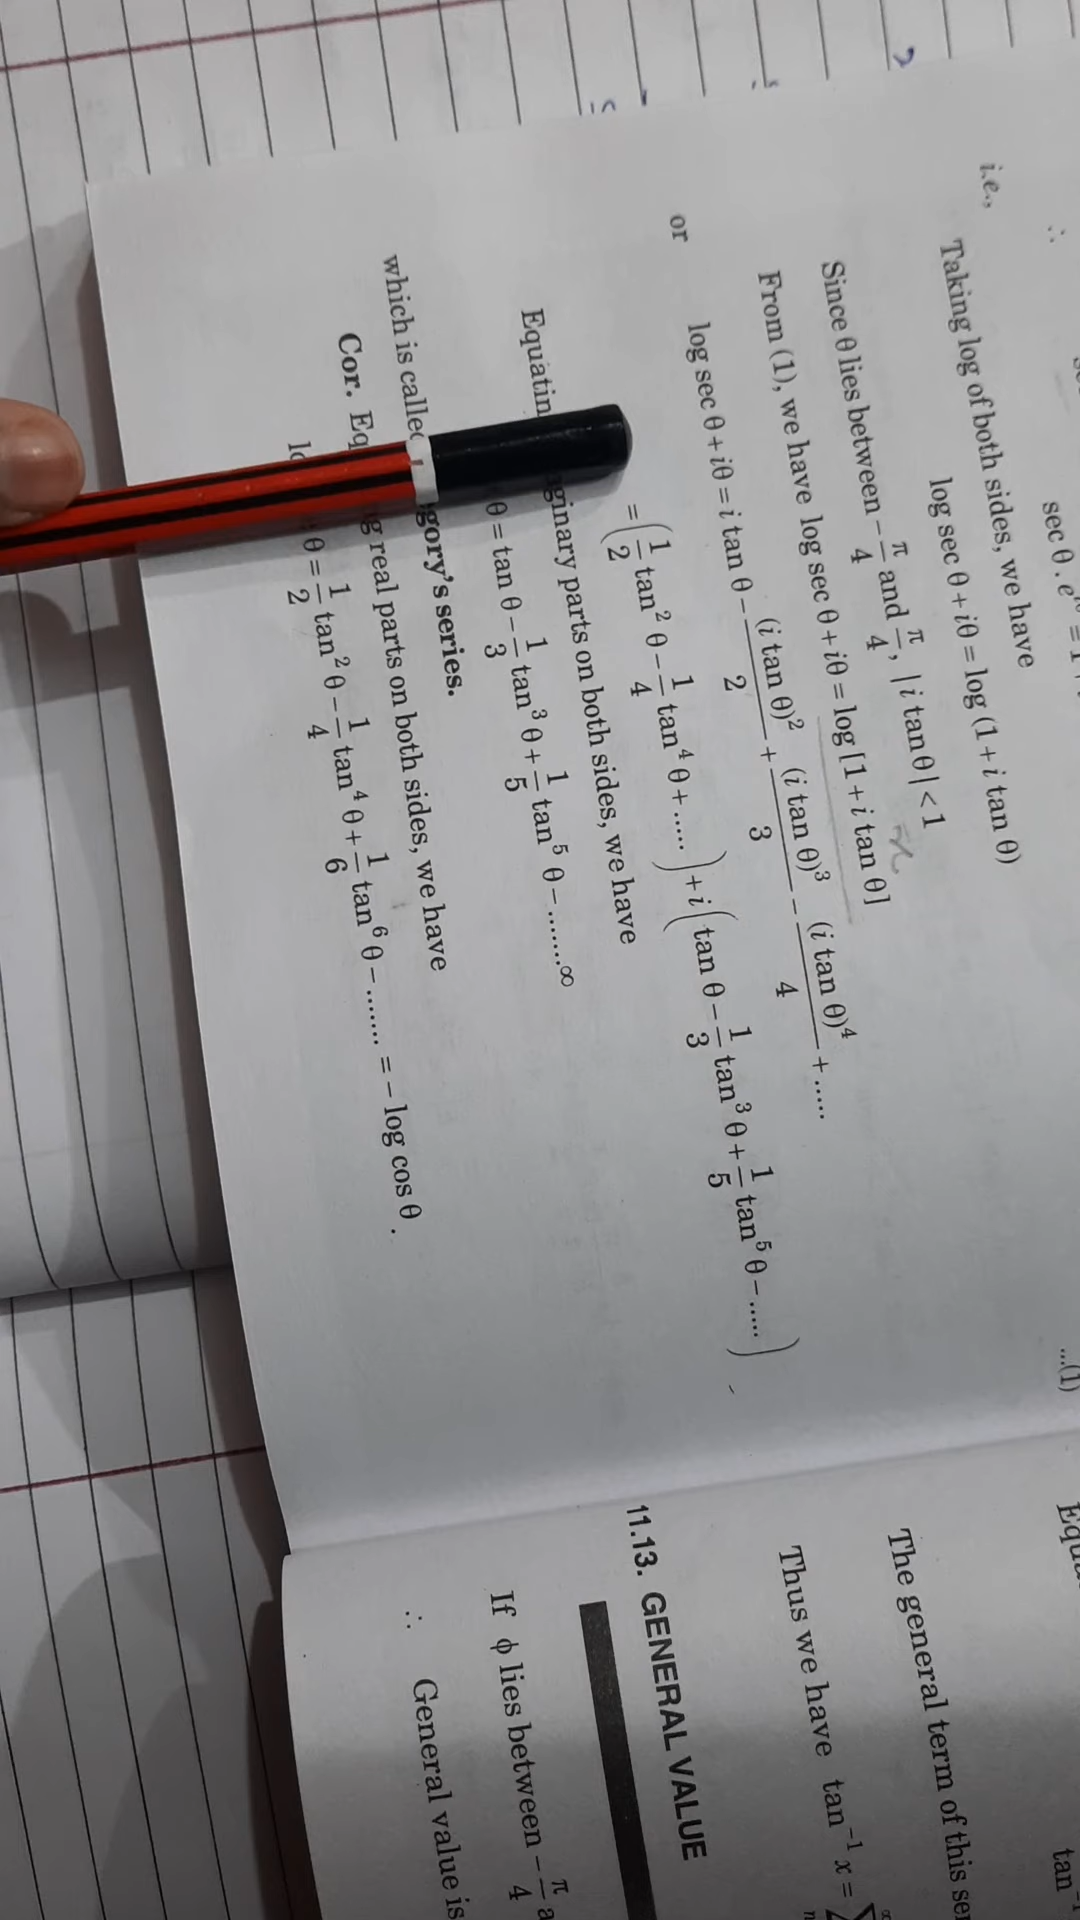 sec θ . e
...(1)
∴
i.e.,
Taking log of both sides, we have
log sec θ + iθ = log (1 + i tan θ)
Since θ lies between − π/4 and π/4, | i tanθ| < 1
From (1), we have log sec θ + iθ = log [1 + i tan θ]
or log sec θ + iθ = i tan θ − (i tan θ)²/2 + (i tan θ)³/3 − (i tan θ)⁴/4 + .....
= (1/2 tan² θ − 1/4 tan⁴ θ + .....) + i (tan θ − 1/3 tan³ θ + 1/5 tan⁵ θ − .....)
Equatin ginary parts on both sides, we have
θ = tan θ − 1/3 tan³ θ + 1/5 tan⁵ θ − ........∞
which is calle gory's series.
Cor. Eq g real parts on both sides, we have
lo θ = 1/2 tan² θ − 1/4 tan⁴ θ + 1/6 tan⁶ θ − ....... = − log cos θ .
Equa
tan⁻¹
The general term of this se
Thus we have tan⁻¹ x = Σ
11.13. GENERAL VALUE
If φ lies between − π/4 a
∴ General value is